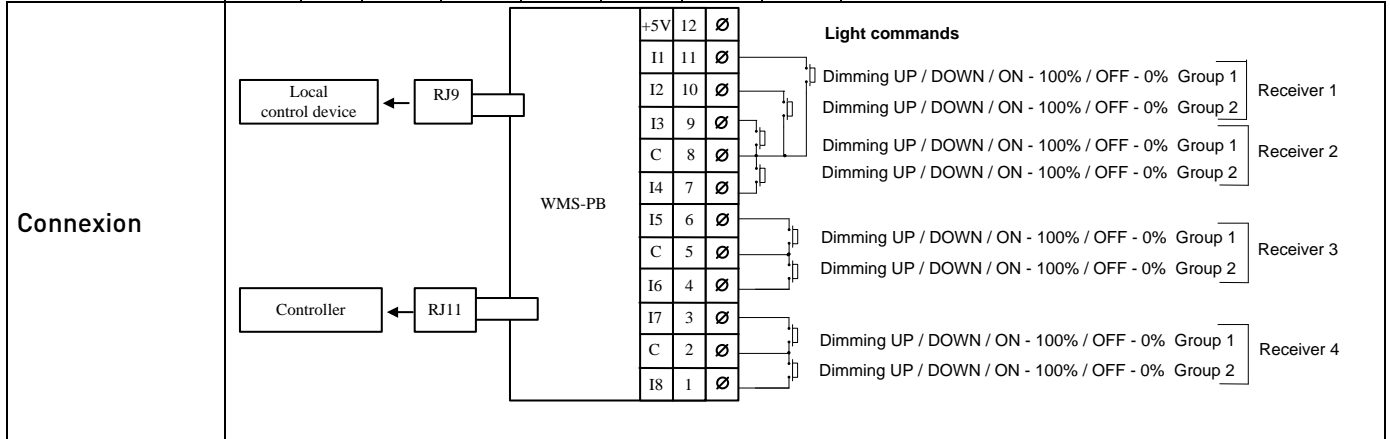 Connexion
Local
control device
RJ9
Controller
RJ11
WMS-PB
+5V 12 Ø
I1 11 Ø
I2 10 Ø
I3 9 Ø
C 8 Ø
I4 7 Ø
I5 6 Ø
C 5 Ø
I6 4 Ø
I7 3 Ø
C 2 Ø
I8 1 Ø
Light commands
Dimming UP / DOWN / ON - 100% / OFF - 0% Group 1
Dimming UP / DOWN / ON - 100% / OFF - 0% Group 2
Receiver 1
Dimming UP / DOWN / ON - 100% / OFF - 0% Group 1
Dimming UP / DOWN / ON - 100% / OFF - 0% Group 2
Receiver 2
Dimming UP / DOWN / ON - 100% / OFF - 0% Group 1
Dimming UP / DOWN / ON - 100% / OFF - 0% Group 2
Receiver 3
Dimming UP / DOWN / ON - 100% / OFF - 0% Group 1
Dimming UP / DOWN / ON - 100% / OFF - 0% Group 2
Receiver 4